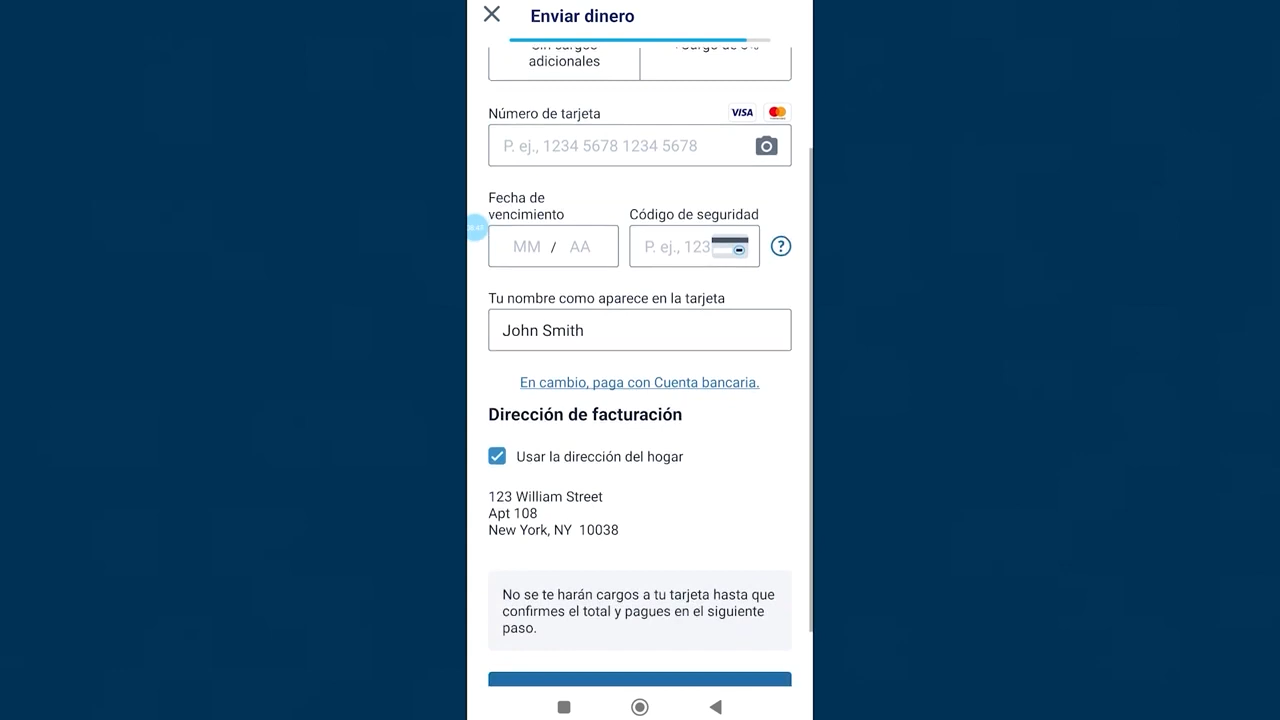 Enviar dinero
Sin cargos
adicionales
Número de tarjeta
VISA
P. ej., 1234 5678 1234 5678
Fecha de
vencimiento
Código de seguridad
MM / AA
P. ej., 123
?
Tu nombre como aparece en la tarjeta
John Smith
En cambio, paga con Cuenta bancaria.
Dirección de facturación
Usar la dirección del hogar
123 William Street
Apt 108
New York, NY 10038
No se te harán cargos a tu tarjeta hasta que
confirmes el total y pagues en el siguiente
paso.